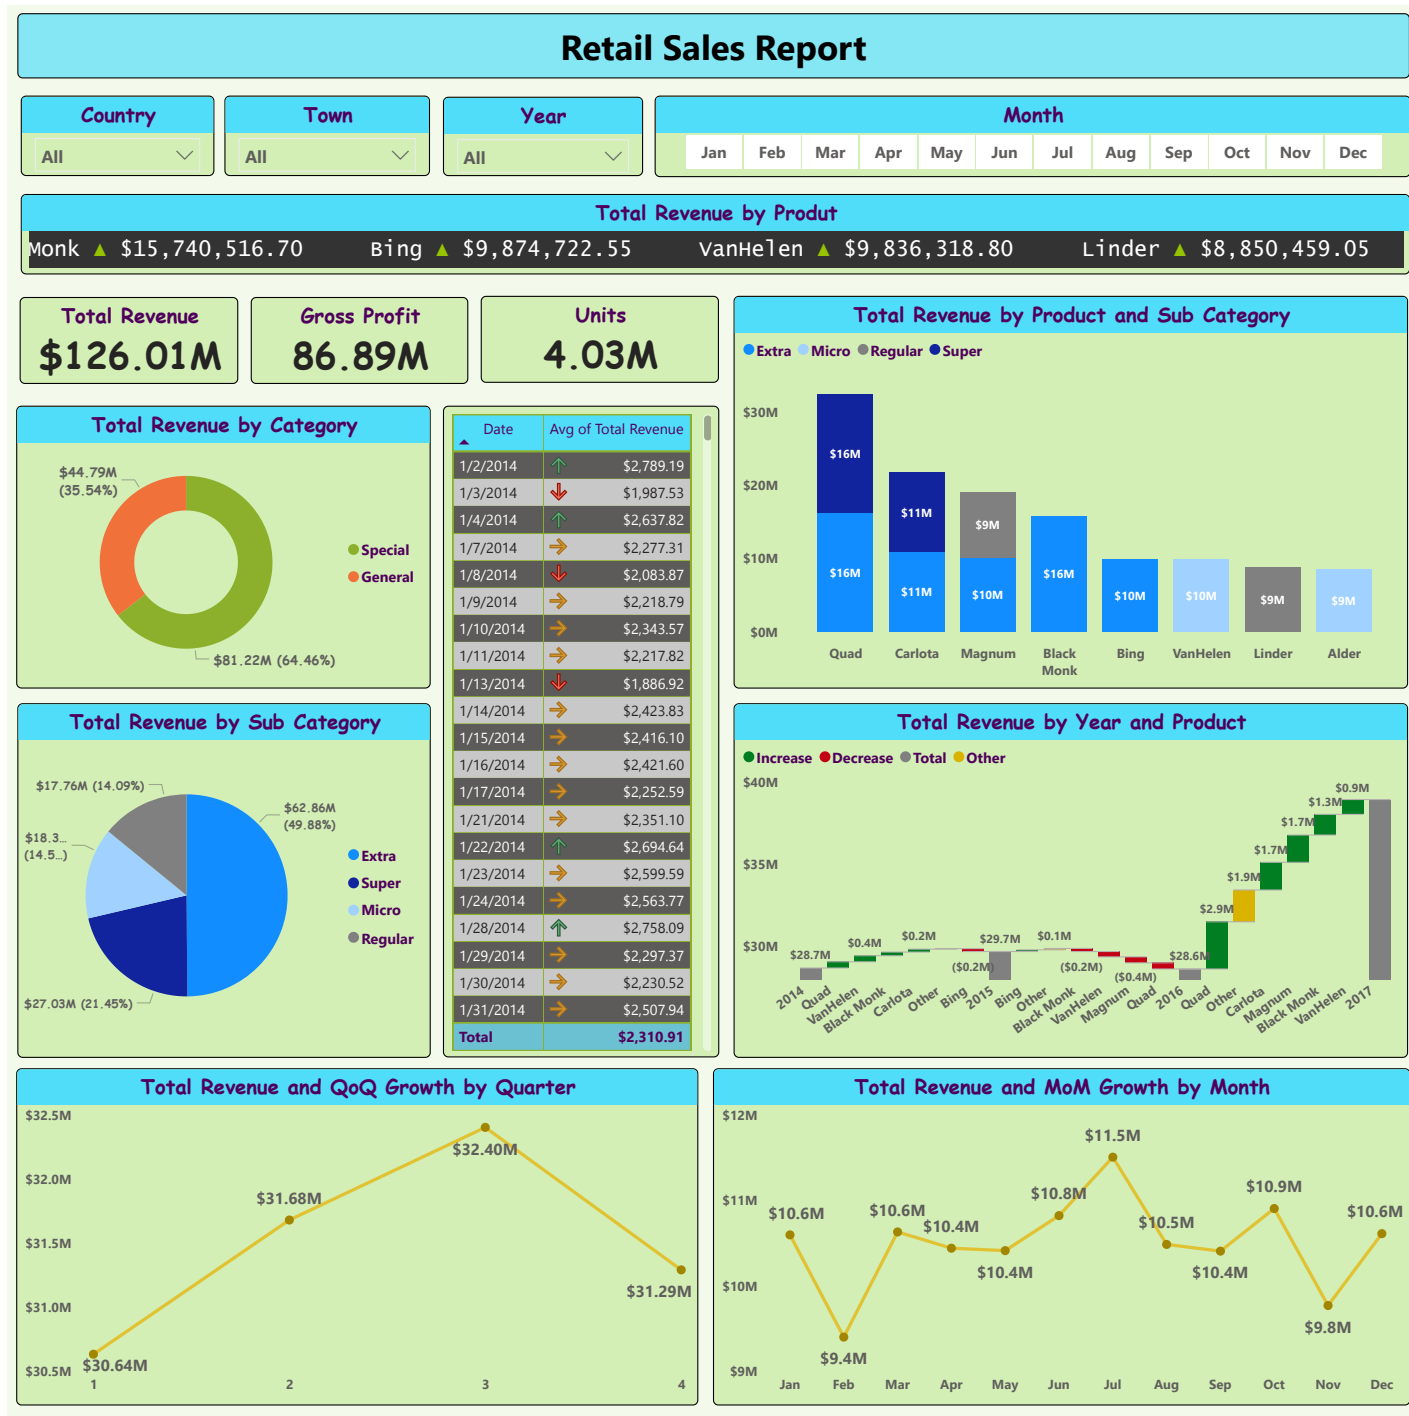 Retail Sales Report
Country
Town
Year
Month
All
All
All
Jan Feb Mar Apr May Jun Jul Aug Sep Oct Nov Dec
Total Revenue by Produt
Monk ▲ $15,740,516.70 Bing ▲ $9,874,722.55 VanHelen ▲ $9,836,318.80 Linder ▲ $8,850,459.05
Total Revenue
$126.01M
Gross Profit
86.89M
Units
4.03M
Total Revenue by Product and Sub Category
Extra Micro Regular Super
$30M
$20M
$10M
$0M
$16M
$16M
$11M
$11M
$9M
$10M
$16M
$10M
$10M
$9M
$9M
Quad Carlota Magnum Black Monk Bing VanHelen Linder Alder
Total Revenue by Category
$44.79M
(35.54%)
$81.22M (64.46%)
Special
General
Date Avg of Total Revenue
1/2/2014 $2,789.19
1/3/2014 $1,987.53
1/4/2014 $2,637.82
1/7/2014 $2,277.31
1/8/2014 $2,083.87
1/9/2014 $2,218.79
1/10/2014 $2,343.57
1/11/2014 $2,217.82
1/13/2014 $1,886.92
1/14/2014 $2,423.83
1/15/2014 $2,416.10
1/16/2014 $2,421.60
1/17/2014 $2,252.59
1/21/2014 $2,351.10
1/22/2014 $2,694.64
1/23/2014 $2,599.59
1/24/2014 $2,563.77
1/28/2014 $2,758.09
1/29/2014 $2,297.37
1/30/2014 $2,230.52
1/31/2014 $2,507.94
Total $2,310.91
Total Revenue by Sub Category
$17.76M (14.09%)
$62.86M
(49.88%)
$18.3...
(14.5...)
$27.03M (21.45%)
Extra
Super
Micro
Regular
Total Revenue by Year and Product
Increase Decrease Total Other
$40M
$35M
$30M
$28.7M
$0.4M
$0.2M
($0.2M)
$29.7M
$0.1M
($0.2M)
($0.4M)
$28.6M
$2.9M
$1.9M
$1.7M
$1.7M
$1.3M
$0.9M
2014 Quad VanHelen Black Monk Carlota Other Bing 2015 Bing Other Black Monk VanHelen Magnum Quad 2016 Quad Other Carlota Magnum Black Monk VanHelen 2017
Total Revenue and QoQ Growth by Quarter
$32.5M
$32.0M
$31.5M
$31.0M
$30.5M
$30.64M
$31.68M
$32.40M
$31.29M
1 2 3 4
Total Revenue and MoM Growth by Month
$12M
$11M
$10M
$9M
$10.6M
$9.4M
$10.6M
$10.4M
$10.4M
$10.8M
$11.5M
$10.5M
$10.4M
$10.9M
$9.8M
$10.6M
Jan Feb Mar Apr May Jun Jul Aug Sep Oct Nov Dec